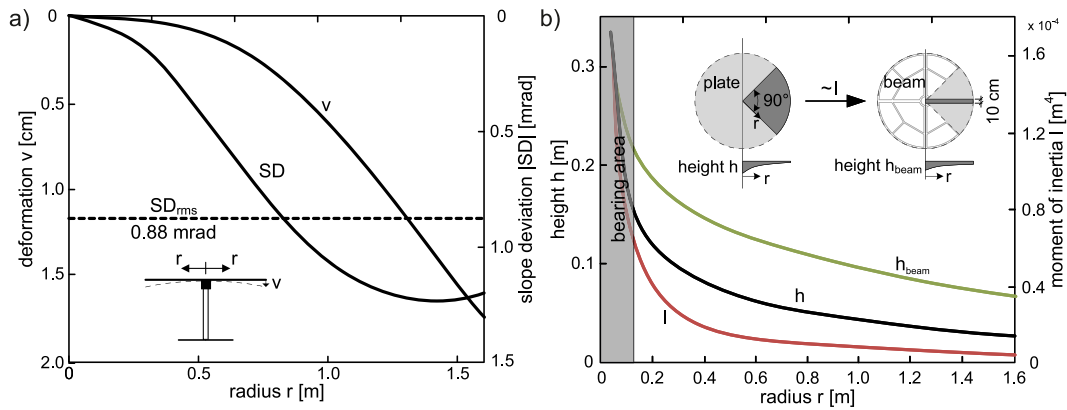 a)
0
0.5
1.0
1.5
2.0
deformation v [cm]
0
0.5
1.0
1.5
radius r [m]
0
0.5
1.0
1.5
slope deviation |SD| [mrad]
v
SD
SD_rms
0.88 mrad
r r
v
b)
0.3
0.2
0.1
0
height h [m]
bearing area
0 0.2 0.4 0.6 0.8 1.0 1.2 1.4 1.6
radius r [m]
x 10⁻⁴
1.6
1.2
0.8
0.4
0
moment of inertia I [m⁴]
plate
90°
r
~I
beam
10 cm
height h
r
height h_beam
r
h_beam
h
I